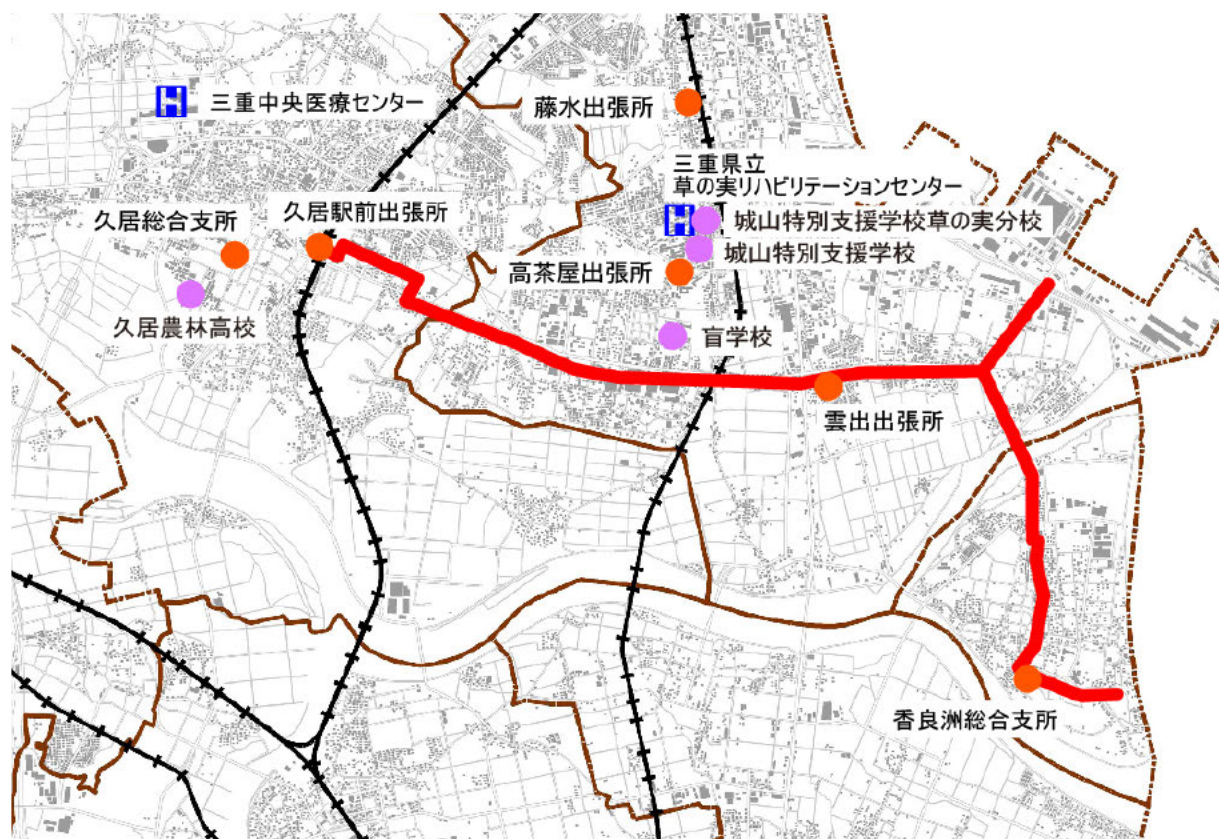 三重中央医療センター
藤水出張所
三重県立
草の実リハビリテーションセンター
久居総合支所
久居駅前出張所
城山特別支援学校草の実分校
城山特別支援学校
高茶屋出張所
久居農林高校
盲学校
雲出出張所
香良洲総合支所
H
H